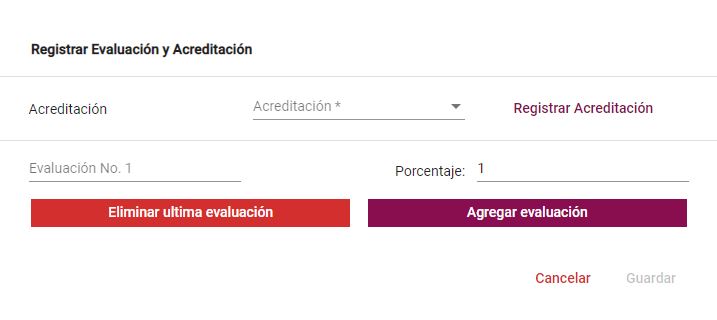 Registrar Evaluación y Acreditación
Acreditación Acreditación * Registrar Acreditación
Evaluación No. 1 Porcentaje: 1
Eliminar ultima evaluación Agregar evaluación
Cancelar Guardar